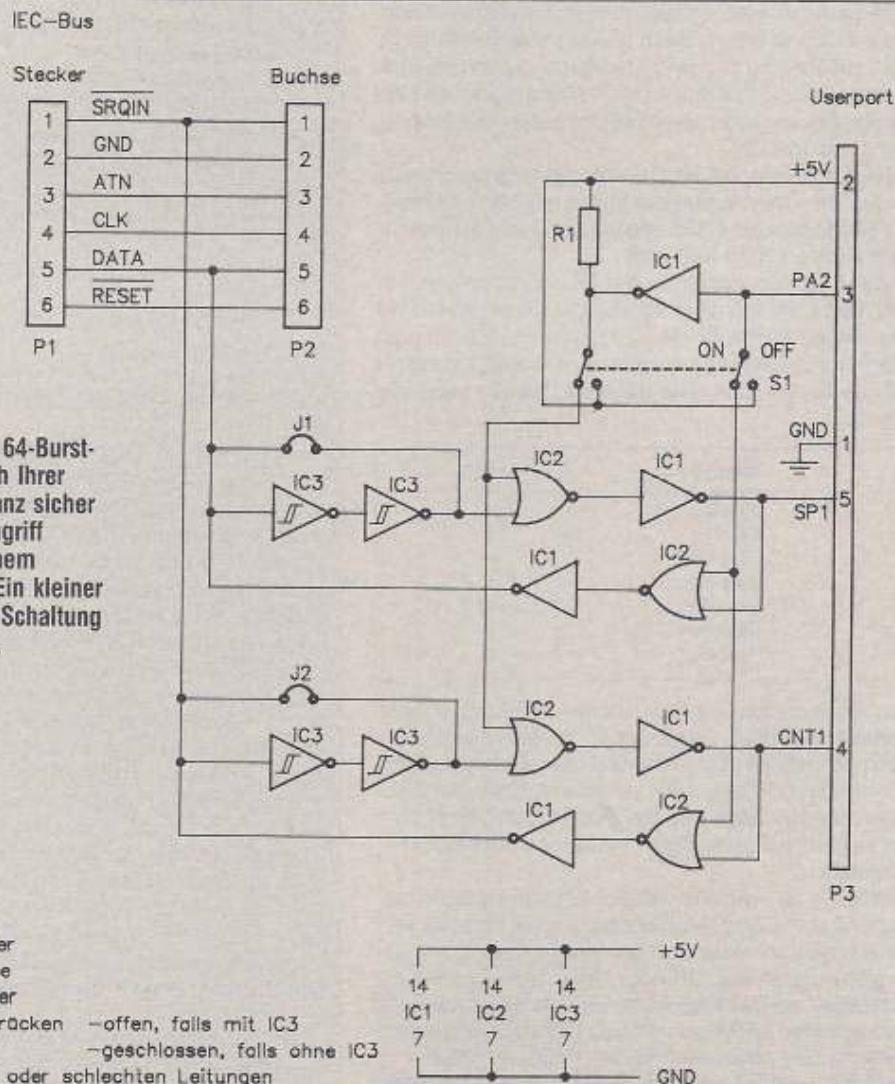 IEC-Bus
Stecker
Buchse
Userport
1 SRQIN 1
2 GND 2
3 ATN 3
4 CLK 4
5 DATA 5
6 RESET 6
P1
P2
+5V 2
R1
IC1
PA2 3
ON OFF
S1
GND 1
J1
IC3 IC3
IC2
IC1
SP1 5
IC1
IC2
64-Burst-
h Ihrer
anz sicher
ugriff
nem
Ein kleiner
Schaltung
J2
IC3 IC3
IC2
IC1
CNT1 4
IC1
IC2
P3
er
e
er
rücken -offen, falls mit IC3
-geschlossen, falls ohne IC3
oder schlechten Leitungen
+5V
14 14 14
IC1 IC2 IC3
7 7 7
GND